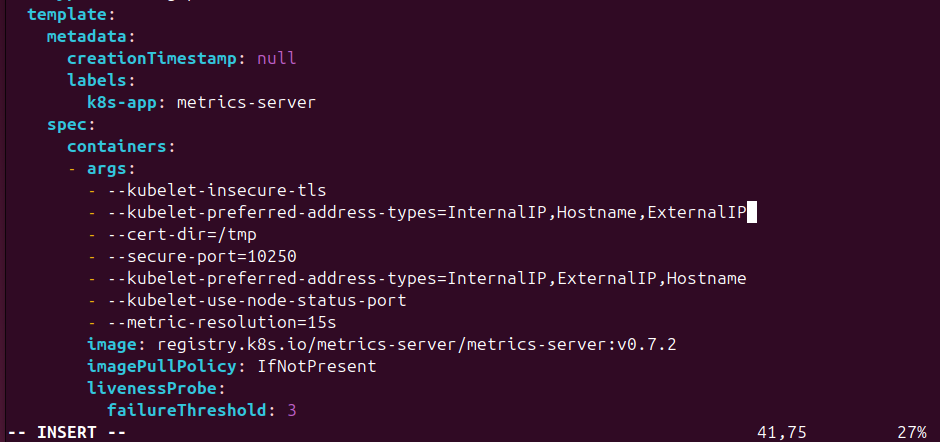 template:
metadata:
creationTimestamp: null
labels:
k8s-app: metrics-server
spec:
containers:
- args:
- --kubelet-insecure-tls
- --kubelet-preferred-address-types=InternalIP,Hostname,ExternalIP
- --cert-dir=/tmp
- --secure-port=10250
- --kubelet-preferred-address-types=InternalIP,ExternalIP,Hostname
- --kubelet-use-node-status-port
- --metric-resolution=15s
image: registry.k8s.io/metrics-server/metrics-server:v0.7.2
imagePullPolicy: IfNotPresent
livenessProbe:
failureThreshold: 3
-- INSERT -- 41,75 27%